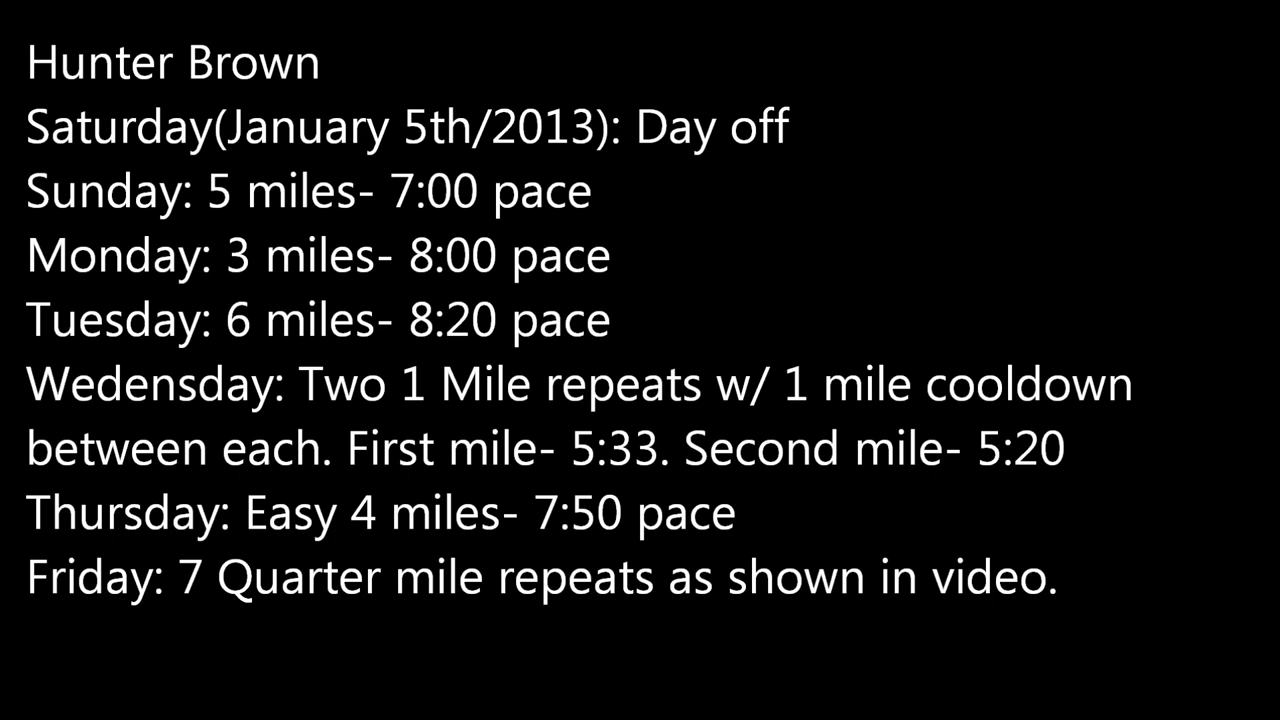 Hunter Brown
Saturday(January 5th/2013): Day off
Sunday: 5 miles- 7:00 pace
Monday: 3 miles- 8:00 pace
Tuesday: 6 miles- 8:20 pace
Wedensday: Two 1 Mile repeats w/ 1 mile cooldown
between each. First mile- 5:33. Second mile- 5:20
Thursday: Easy 4 miles- 7:50 pace
Friday: 7 Quarter mile repeats as shown in video.